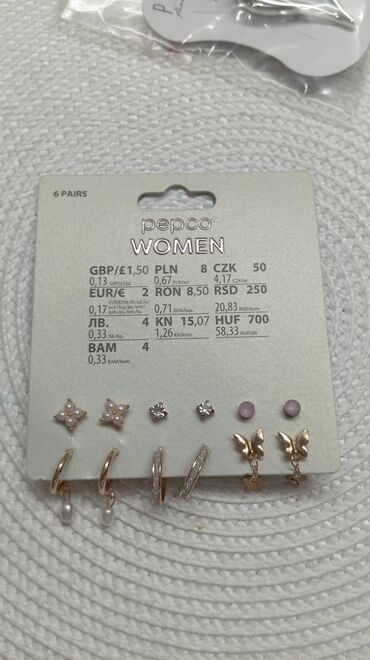 P
6 PAIRS
pepco®
WOMEN
GBP/£1,50 PLN 8 CZK 50
0,13 0,67 4,17
EUR/€ 2 RON 8,50 RSD 250
0,17 0,71 20,83
ЛВ. 4 KN 15,07 HUF 700
0,33 1,26 58,33
BAM 4
0,33